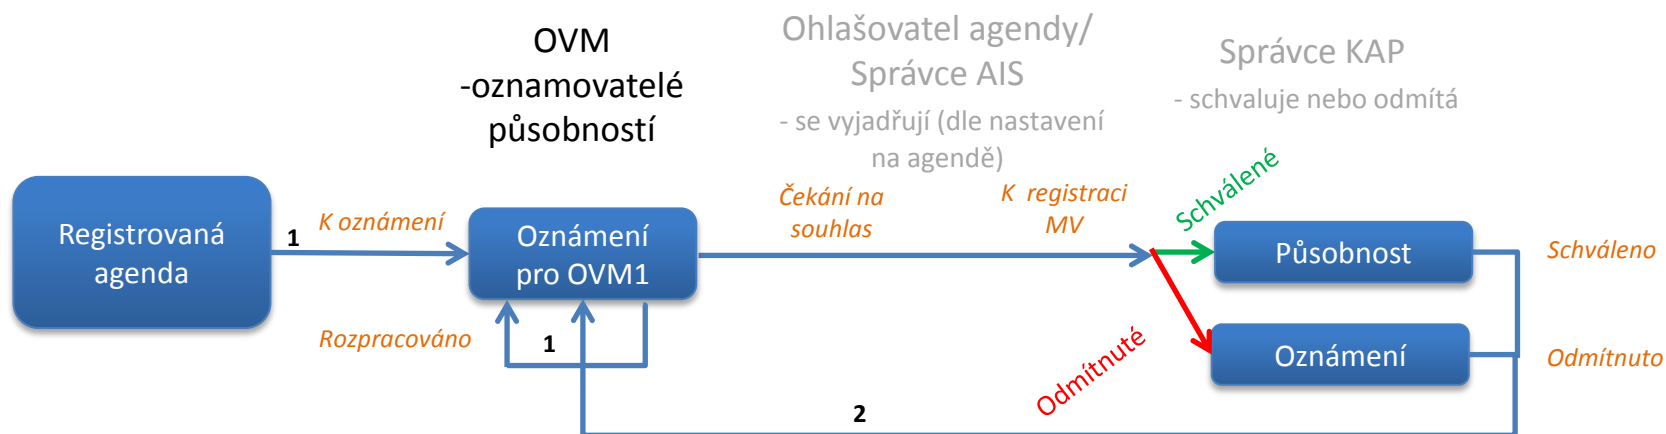 OVM
-oznamovatelé
působností
Ohlašovatel agendy/
Správce AIS
- se vyjadřují (dle nastavení
na agendě)
Správce KAP
- schvaluje nebo odmítá
Registrovaná
agenda
1
K oznámení
Oznámení
pro OVM1
Čekání na
souhlas
K registraci
MV
Schválené
Působnost
Schváleno
Rozpracováno
1
Odmítnuté
Oznámení
Odmítnuto
2